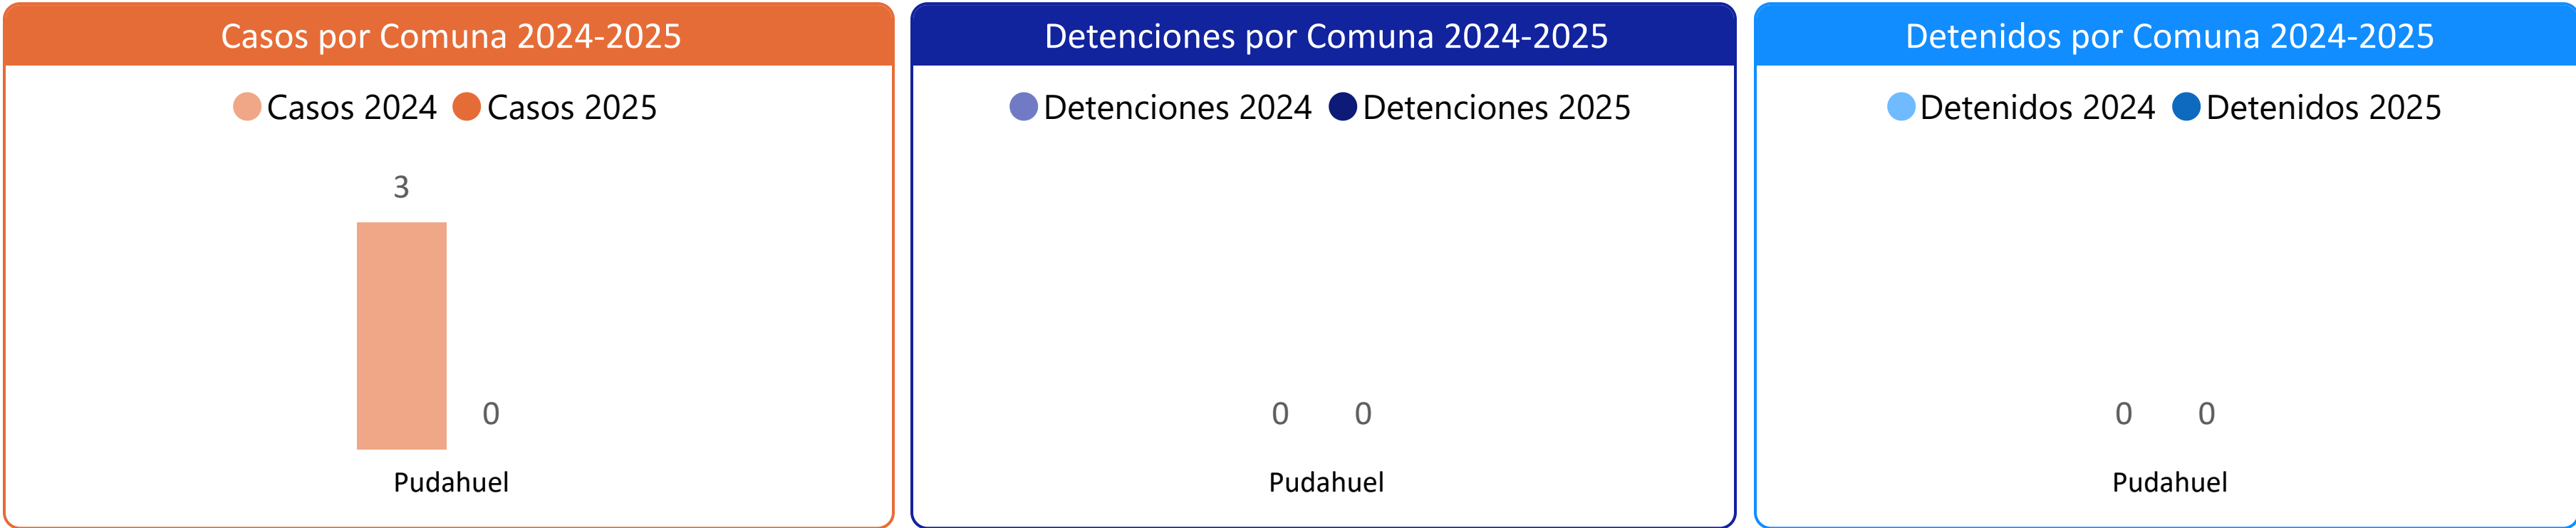 Casos por Comuna 2024-2025
Casos 2024 Casos 2025
3
0
Pudahuel
Detenciones por Comuna 2024-2025
Detenciones 2024 Detenciones 2025
0 0
Pudahuel
Detenidos por Comuna 2024-2025
Detenidos 2024 Detenidos 2025
0 0
Pudahuel